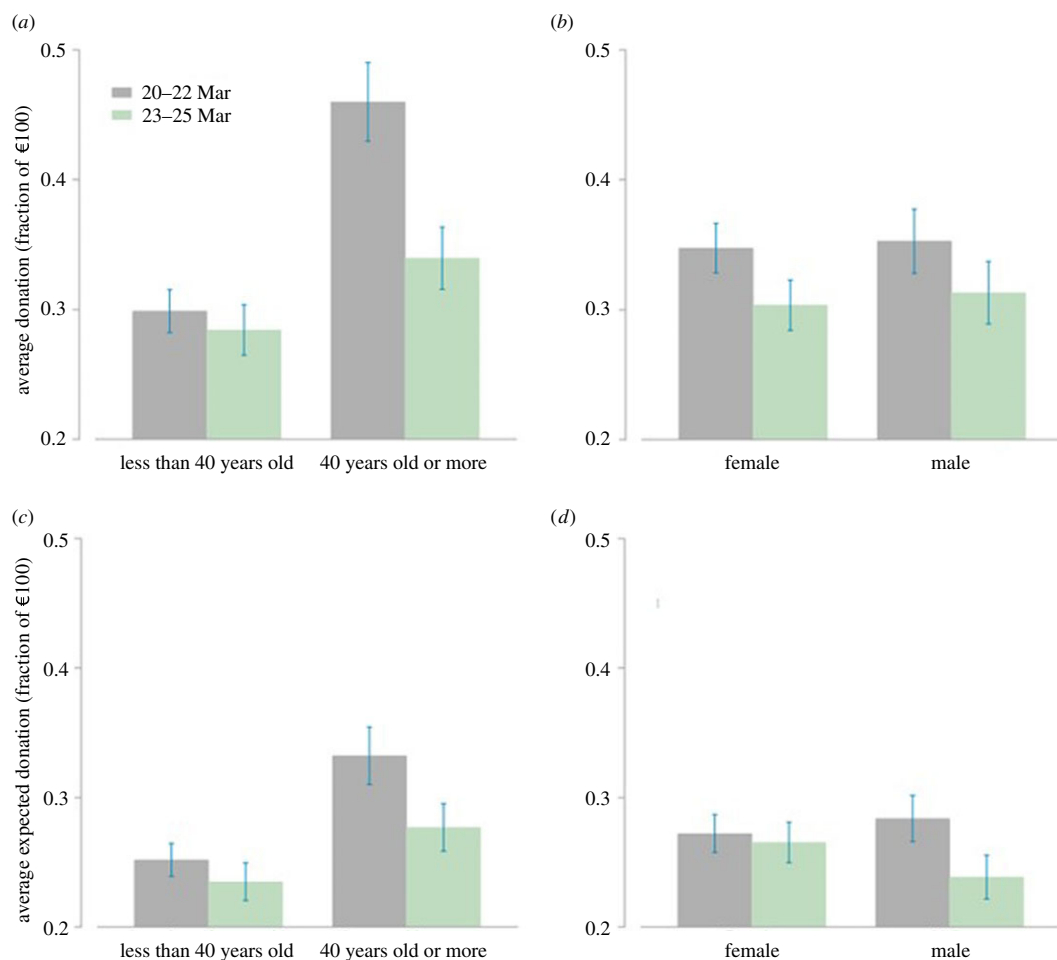 (a)
average donation (fraction of €100)
0.5
0.4
0.3
0.2
20–22 Mar
23–25 Mar
less than 40 years old
40 years old or more
(b)
0.5
0.4
0.3
0.2
female
male
(c)
average expected donation (fraction of €100)
0.5
0.4
0.3
0.2
less than 40 years old
40 years old or more
(d)
0.5
0.4
0.3
0.2
female
male